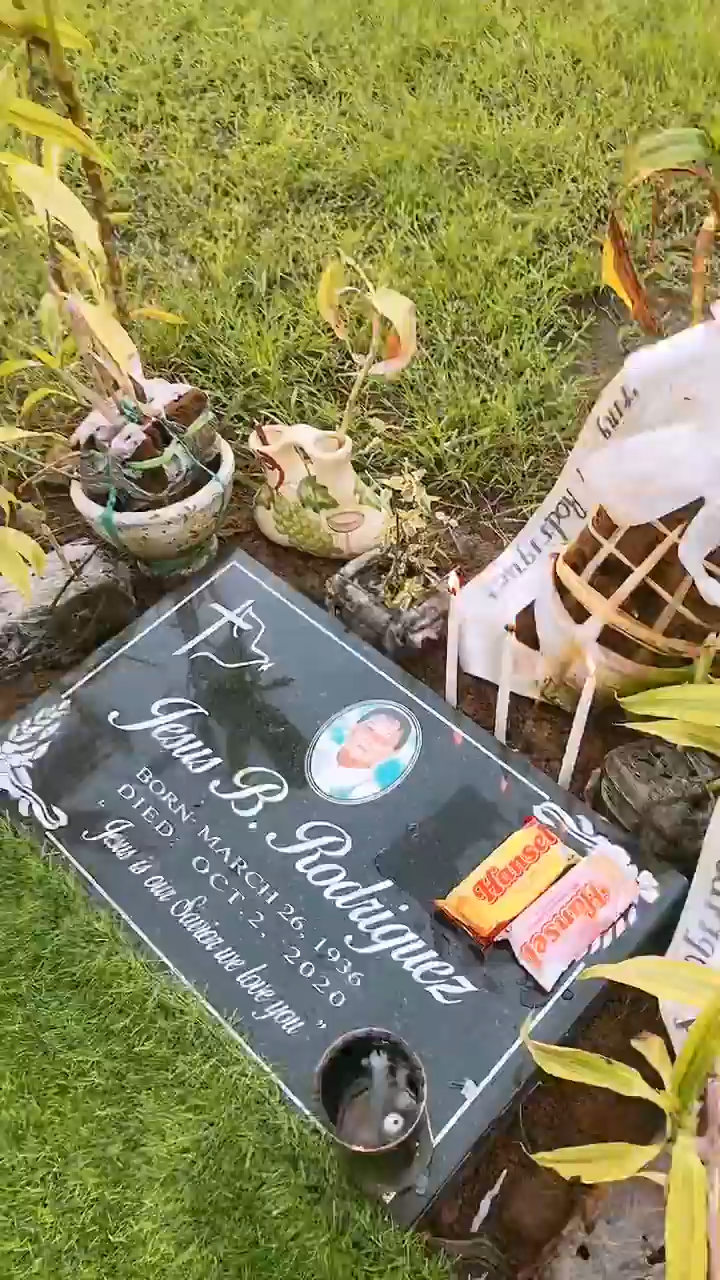 Jesus B. Rodriguez
BORN: MARCH 26, 1936
DIED: OCT. 2, 2020
"Jesus is our Savior we love you"
Hansel
Hansel
Rodriguez